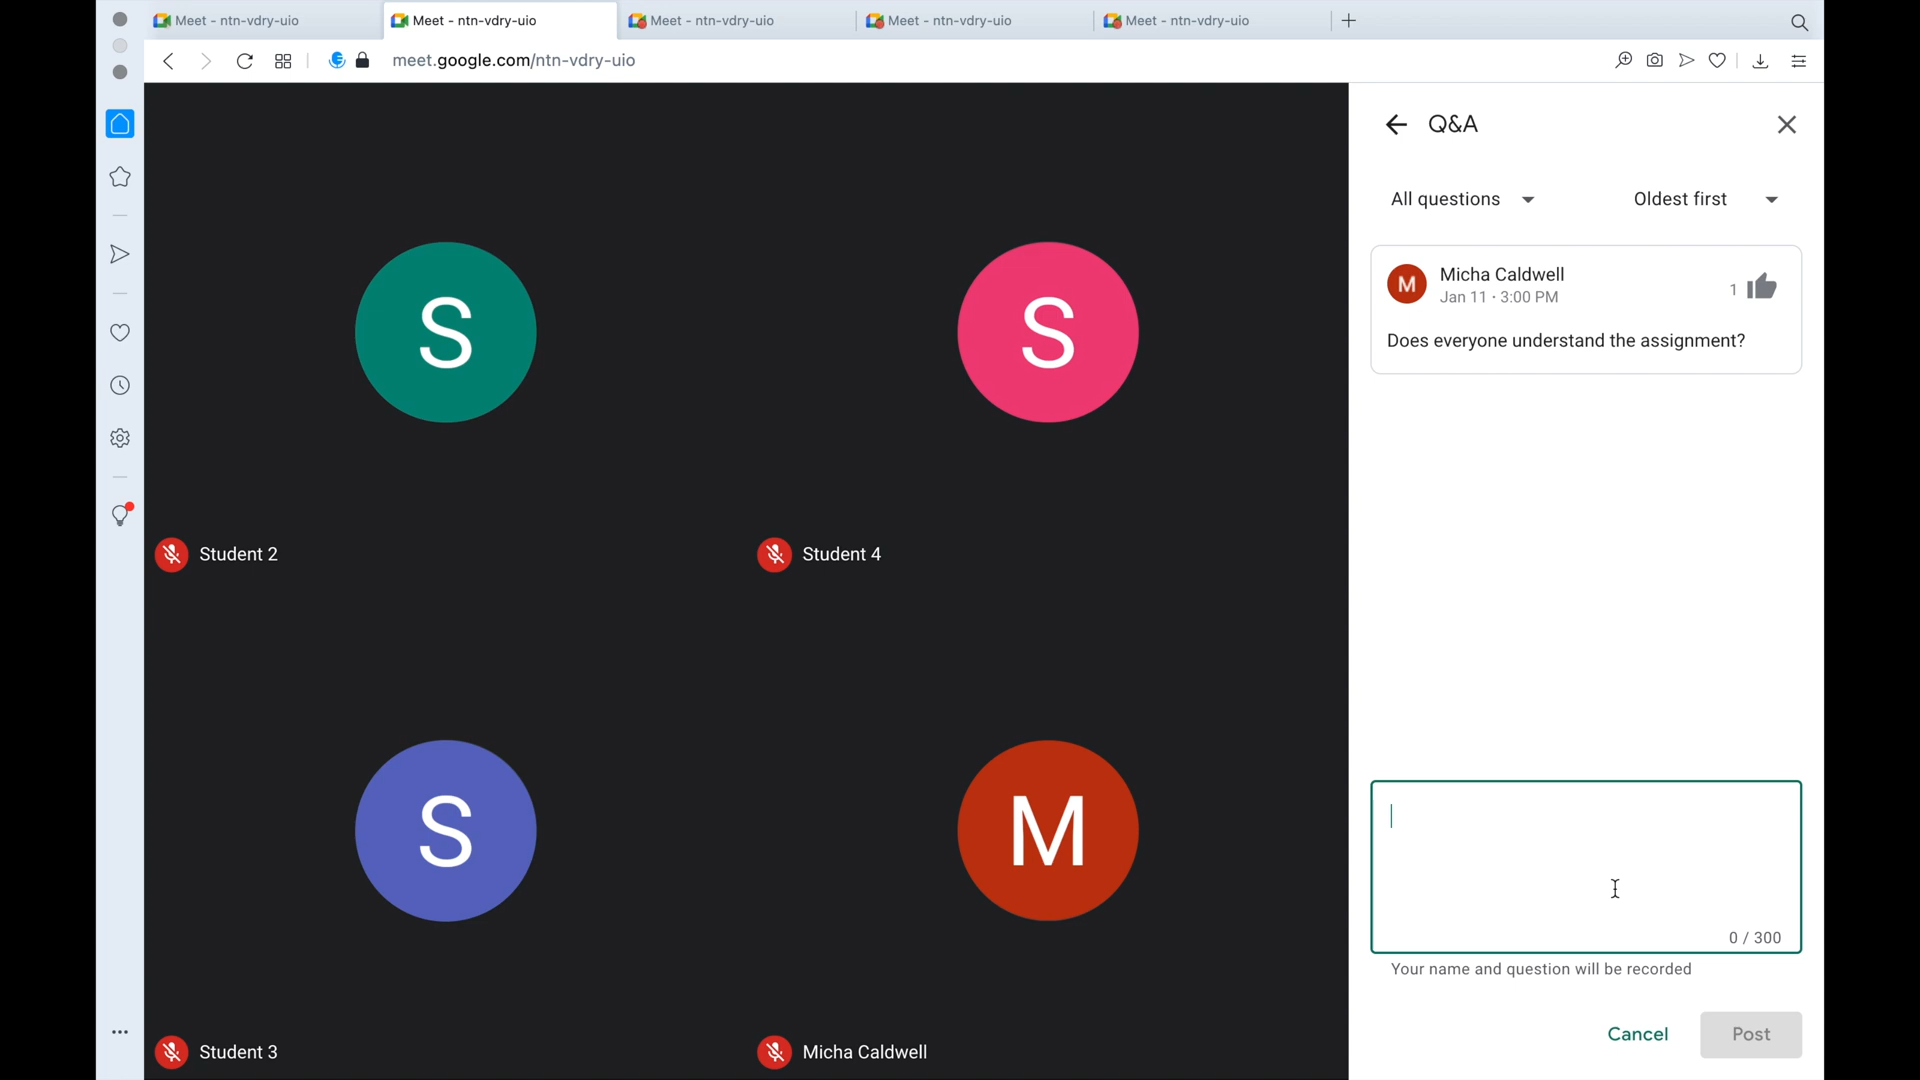 Meet - ntn-vdry-uio
Meet - ntn-vdry-uio
Meet - ntn-vdry-uio
Meet - ntn-vdry-uio
Meet - ntn-vdry-uio
meet.google.com/ntn-vdry-uio
Q&A
All questions
Oldest first
M
Micha Caldwell
Jan 11 · 3:00 PM
1
Does everyone understand the assignment?
S
S
Student 2
Student 4
S
M
Student 3
Micha Caldwell
0 / 300
Your name and question will be recorded
Cancel
Post